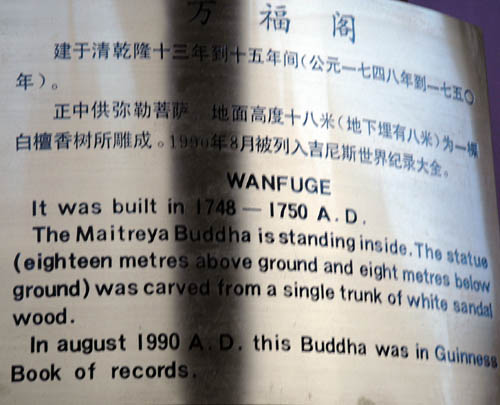 万福阁
建于清乾隆十三年到十五年间(公元一七四八年到一七五〇
年)。
正中供弥勒菩萨 地面高度十八米(地下埋有八米)为一棵
白檀香树所雕成。1990年8月被列入吉尼斯世界纪录大全。
WANFUGE
It was built in 1748 — 1750 A.D.
The Maitreya Buddha is standing inside. The statue
(eighteen metres above ground and eight metres below
ground) was carved from a single trunk of white sandal
wood.
In august 1990 A.D. this Buddha was in Guinness
Book of records.